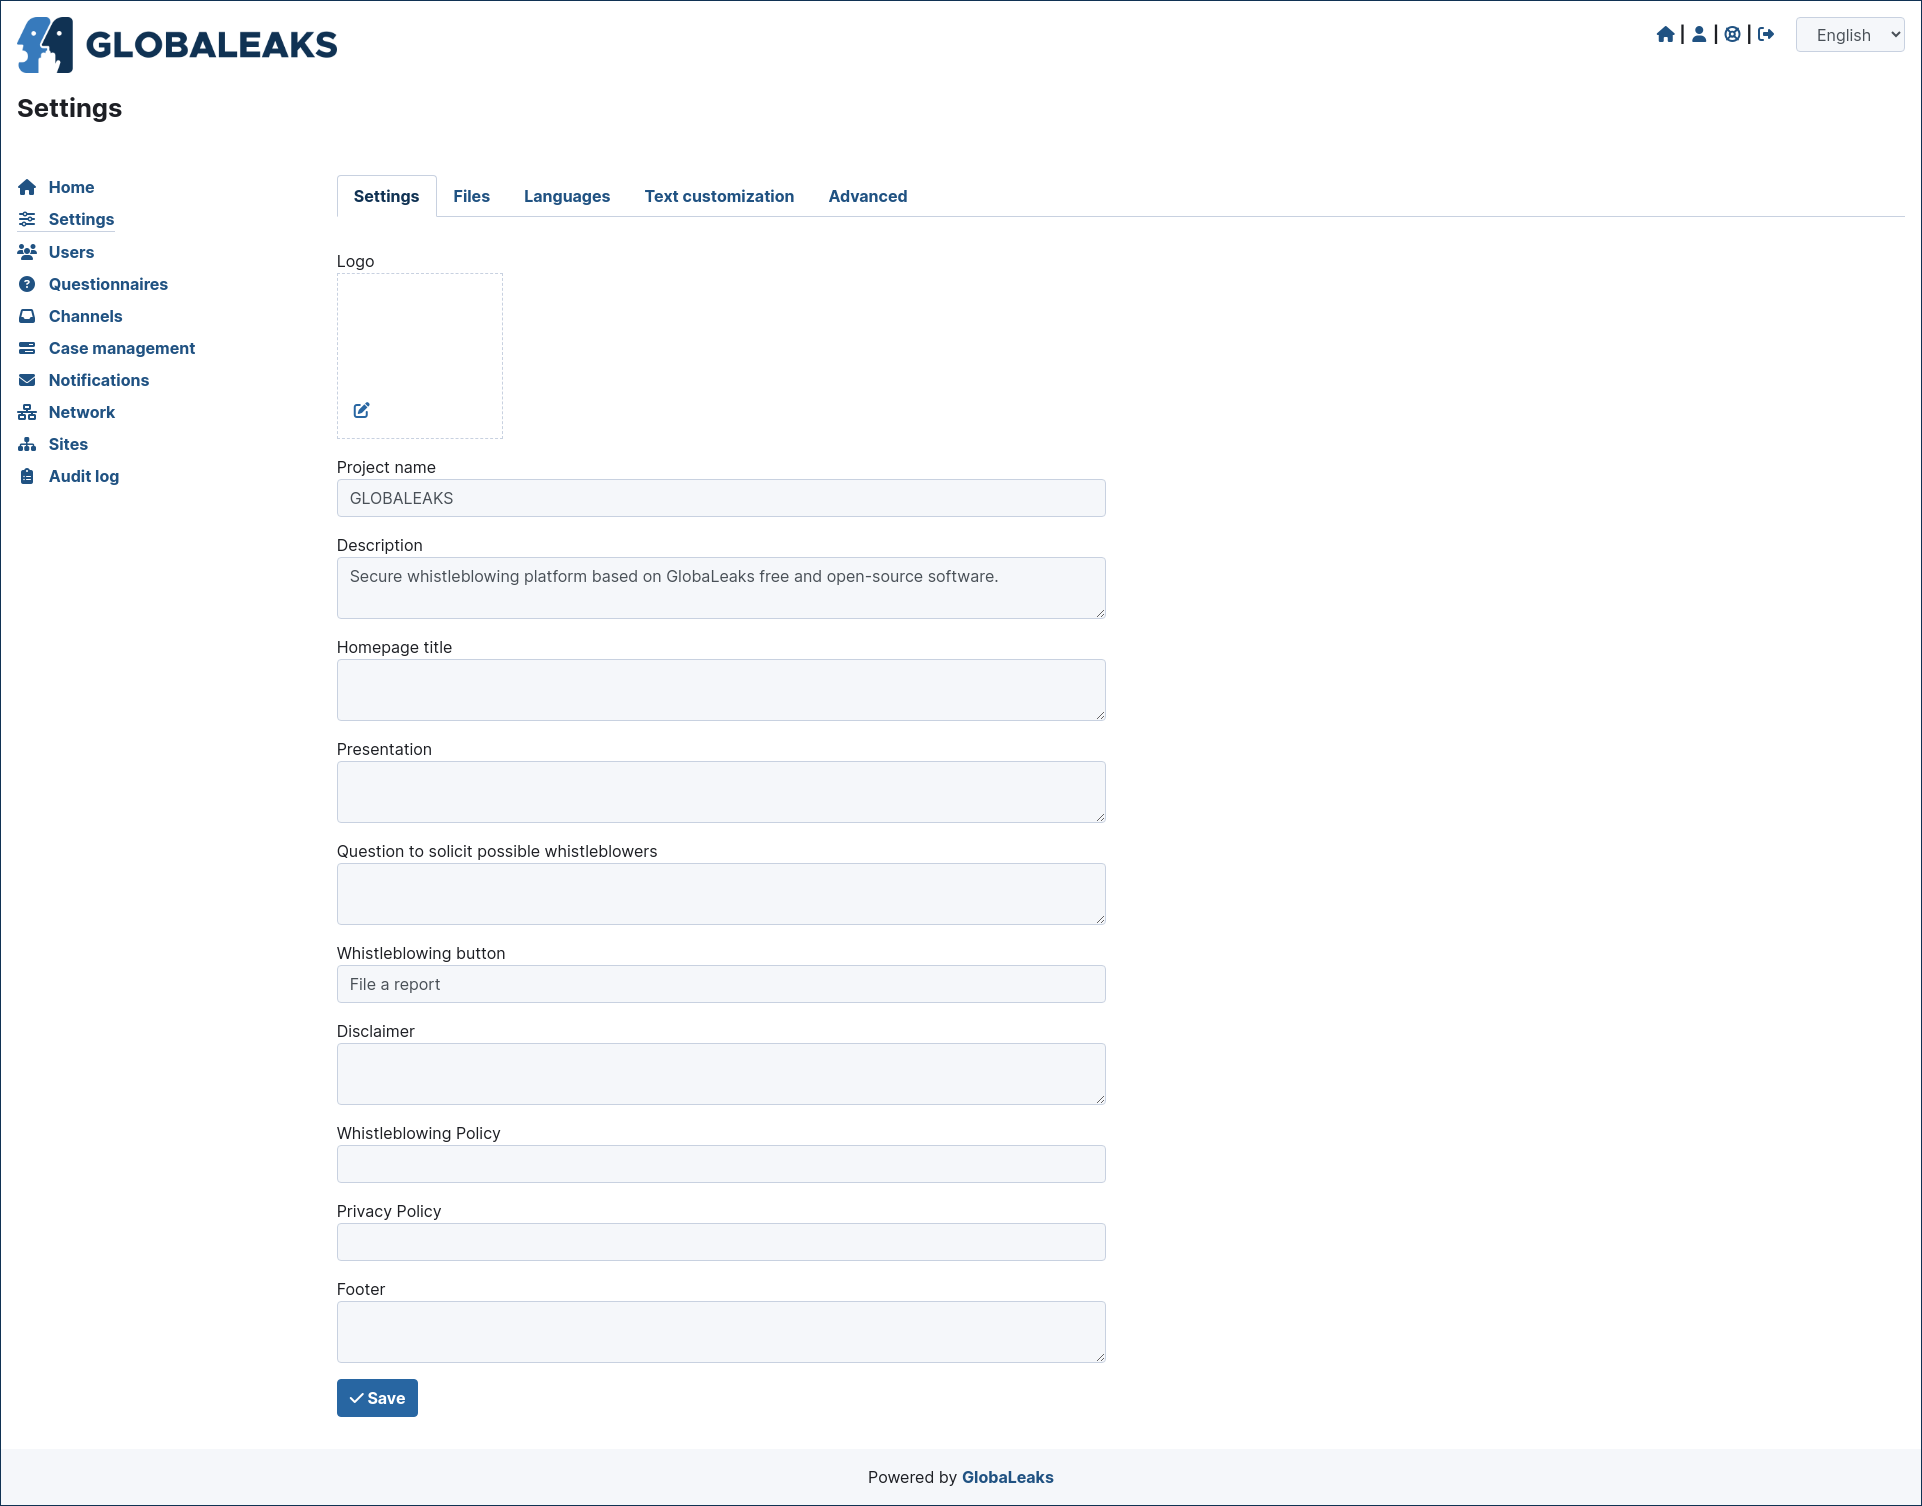 GLOBALEAKS
| | | English
Settings
Home
Settings
Users
Questionnaires
Channels
Case management
Notifications
Network
Sites
Audit log
Settings Files Languages Text customization Advanced
Logo
Project name
GLOBALEAKS
Description
Secure whistleblowing platform based on GlobaLeaks free and open-source software.
Homepage title
Presentation
Question to solicit possible whistleblowers
Whistleblowing button
File a report
Disclaimer
Whistleblowing Policy
Privacy Policy
Footer
Save
Powered by GlobaLeaks